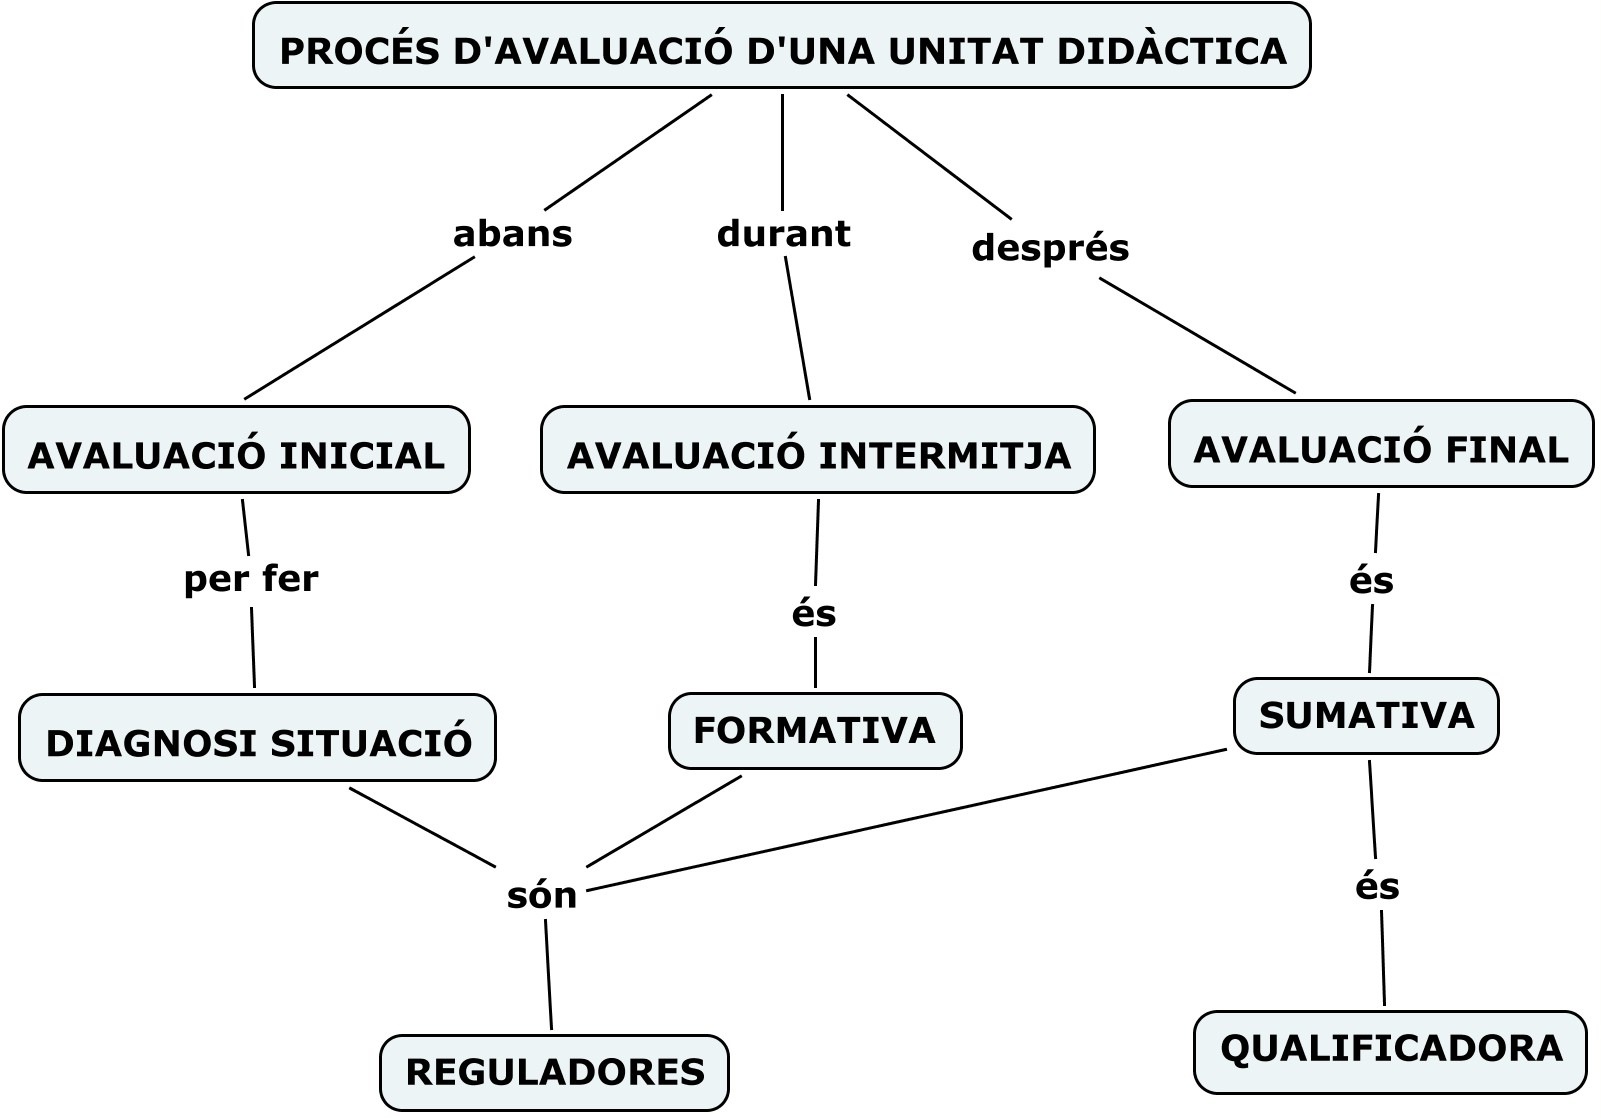 PROCÉS D'AVALUACIÓ D'UNA UNITAT DIDÀCTICA
abans
durant
després
AVALUACIÓ INICIAL
AVALUACIÓ INTERMITJA
AVALUACIÓ FINAL
per fer
és
és
DIAGNOSI SITUACIÓ
FORMATIVA
SUMATIVA
són
és
REGULADORES
QUALIFICADORA